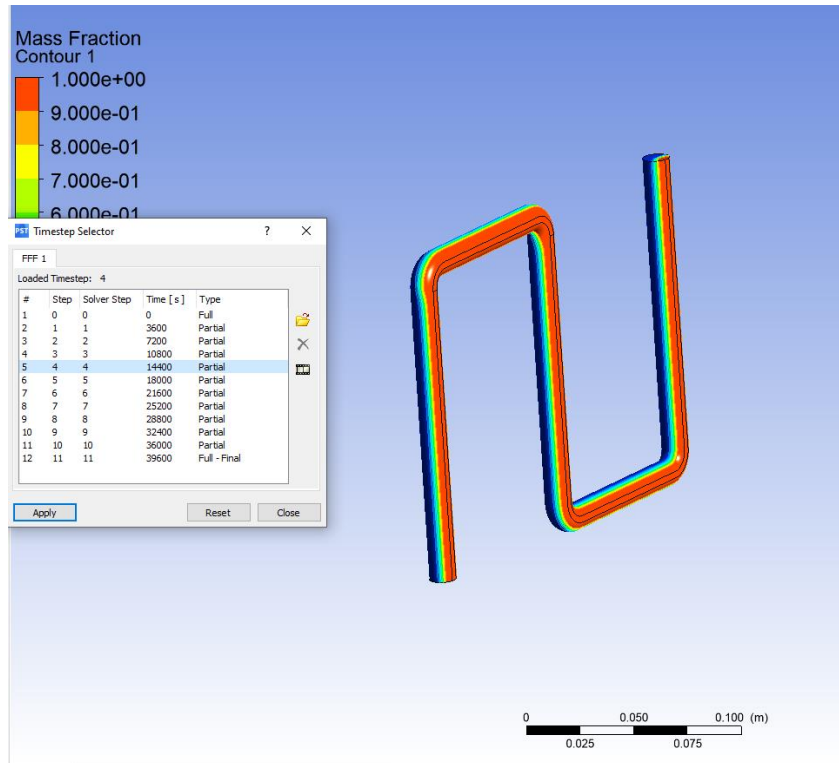 Mass Fraction
Contour 1
1.000e+00
9.000e-01
8.000e-01
7.000e-01
6.000e-01
PST Timestep Selector ? X
FFF 1
Loaded Timestep: 4
# Step Solver Step Time [ s ] Type
1 0 0 0 Full
2 1 1 3600 Partial
3 2 2 7200 Partial
4 3 3 10800 Partial
5 4 4 14400 Partial
6 5 5 18000 Partial
7 6 6 21600 Partial
8 7 7 25200 Partial
9 8 8 28800 Partial
10 9 9 32400 Partial
11 10 10 36000 Partial
12 11 11 39600 Full - Final
Apply Reset Close
0 0.050 0.100 (m)
0.025 0.075